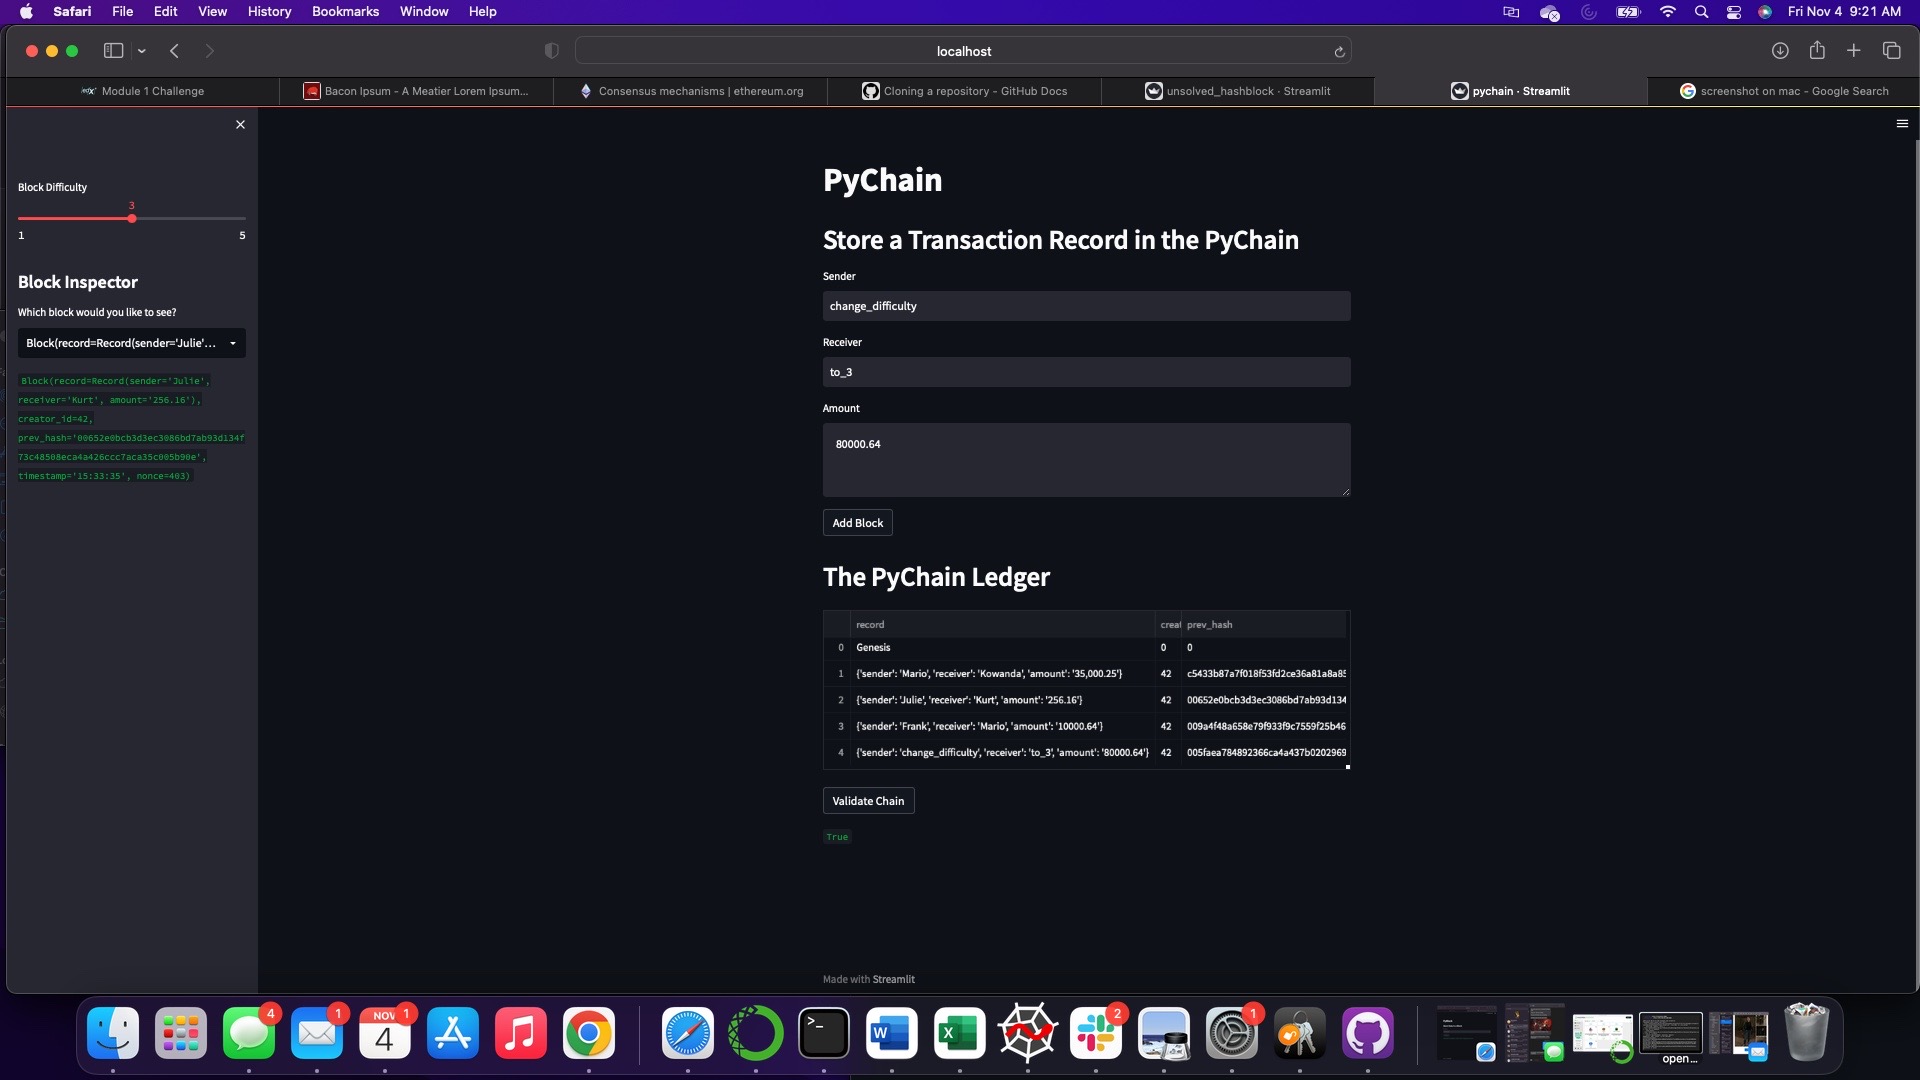 Safari File Edit View History Bookmarks Window Help Fri Nov 4 9:21 AM
localhost
Module 1 Challenge
Bacon Ipsum - A Meatier Lorem Ipsum...
Consensus mechanisms | ethereum.org
Cloning a repository - GitHub Docs
unsolved_hashblock · Streamlit
pychain · Streamlit
screenshot on mac - Google Search
Block Difficulty
3
1 5
Block Inspector
Which block would you like to see?
Block(record=Record(sender='Julie'...
Block(record=Record(sender='Julie',
receiver='Kurt', amount='256.16'),
creator_id=42,
prev_hash='00652e0bcb3d3ec3086bd7ab93d134f
73c48508eca4a426ccc7aca35c005b90e',
timestamp='15:33:35', nonce=403)
PyChain
Store a Transaction Record in the PyChain
Sender
change_difficulty
Receiver
to_3
Amount
80000.64
Add Block
The PyChain Ledger
record creat prev_hash
0 Genesis 0 0
1 {'sender': 'Mario', 'receiver': 'Kowanda', 'amount': '35,000.25'} 42 c5433b87a7f018f53fd2ce36a81a8a85
2 {'sender': 'Julie', 'receiver': 'Kurt', 'amount': '256.16'} 42 00652e0bcb3d3ec3086bd7ab93d134
3 {'sender': 'Frank', 'receiver': 'Mario', 'amount': '10000.64'} 42 009a4f48a658e79f933f9c7559f25b46
4 {'sender': 'change_difficulty', 'receiver': 'to_3', 'amount': '80000.64'} 42 005faea784892366ca4a437b0202969
Validate Chain
True
Made with Streamlit
4
1
NOV 1
4
2
1
open...